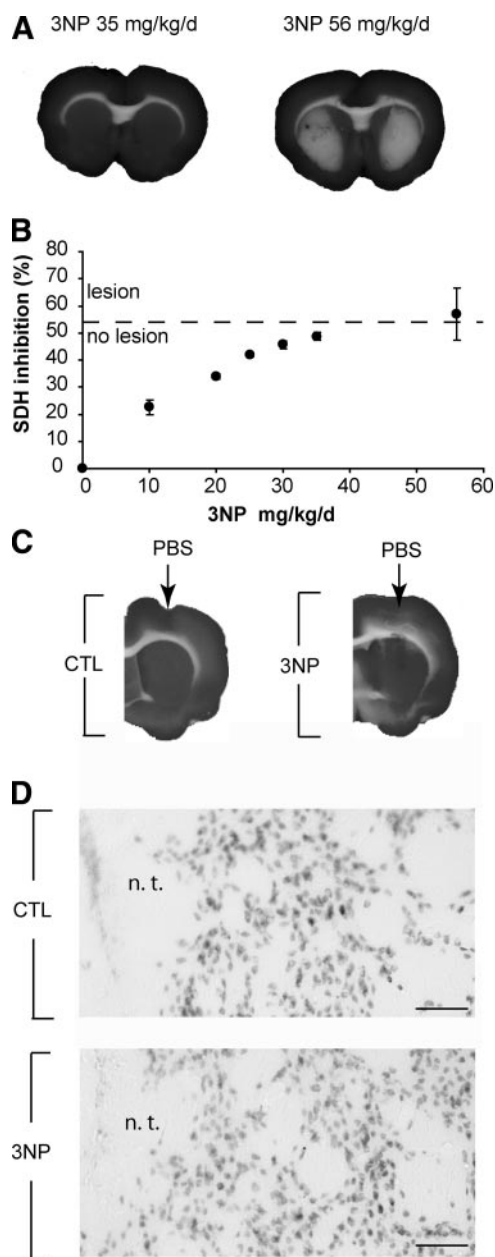 A
3NP 35 mg/kg/d
3NP 56 mg/kg/d
B
SDH inhibition (%)
80
70
60
50
40
30
20
10
0
lesion
no lesion
0 10 20 30 40 50 60
3NP mg/kg/d
C
PBS
PBS
CTL
3NP
D
CTL
n. t.
3NP
n. t.